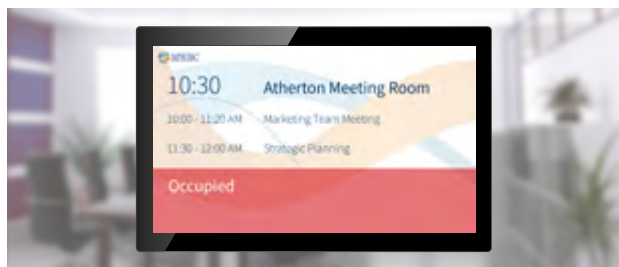 10:30 Atherton Meeting Room
10:00 - 11:20 AM Marketing Team Meeting
11:30 - 12:00 AM Strategic Planning
Occupied